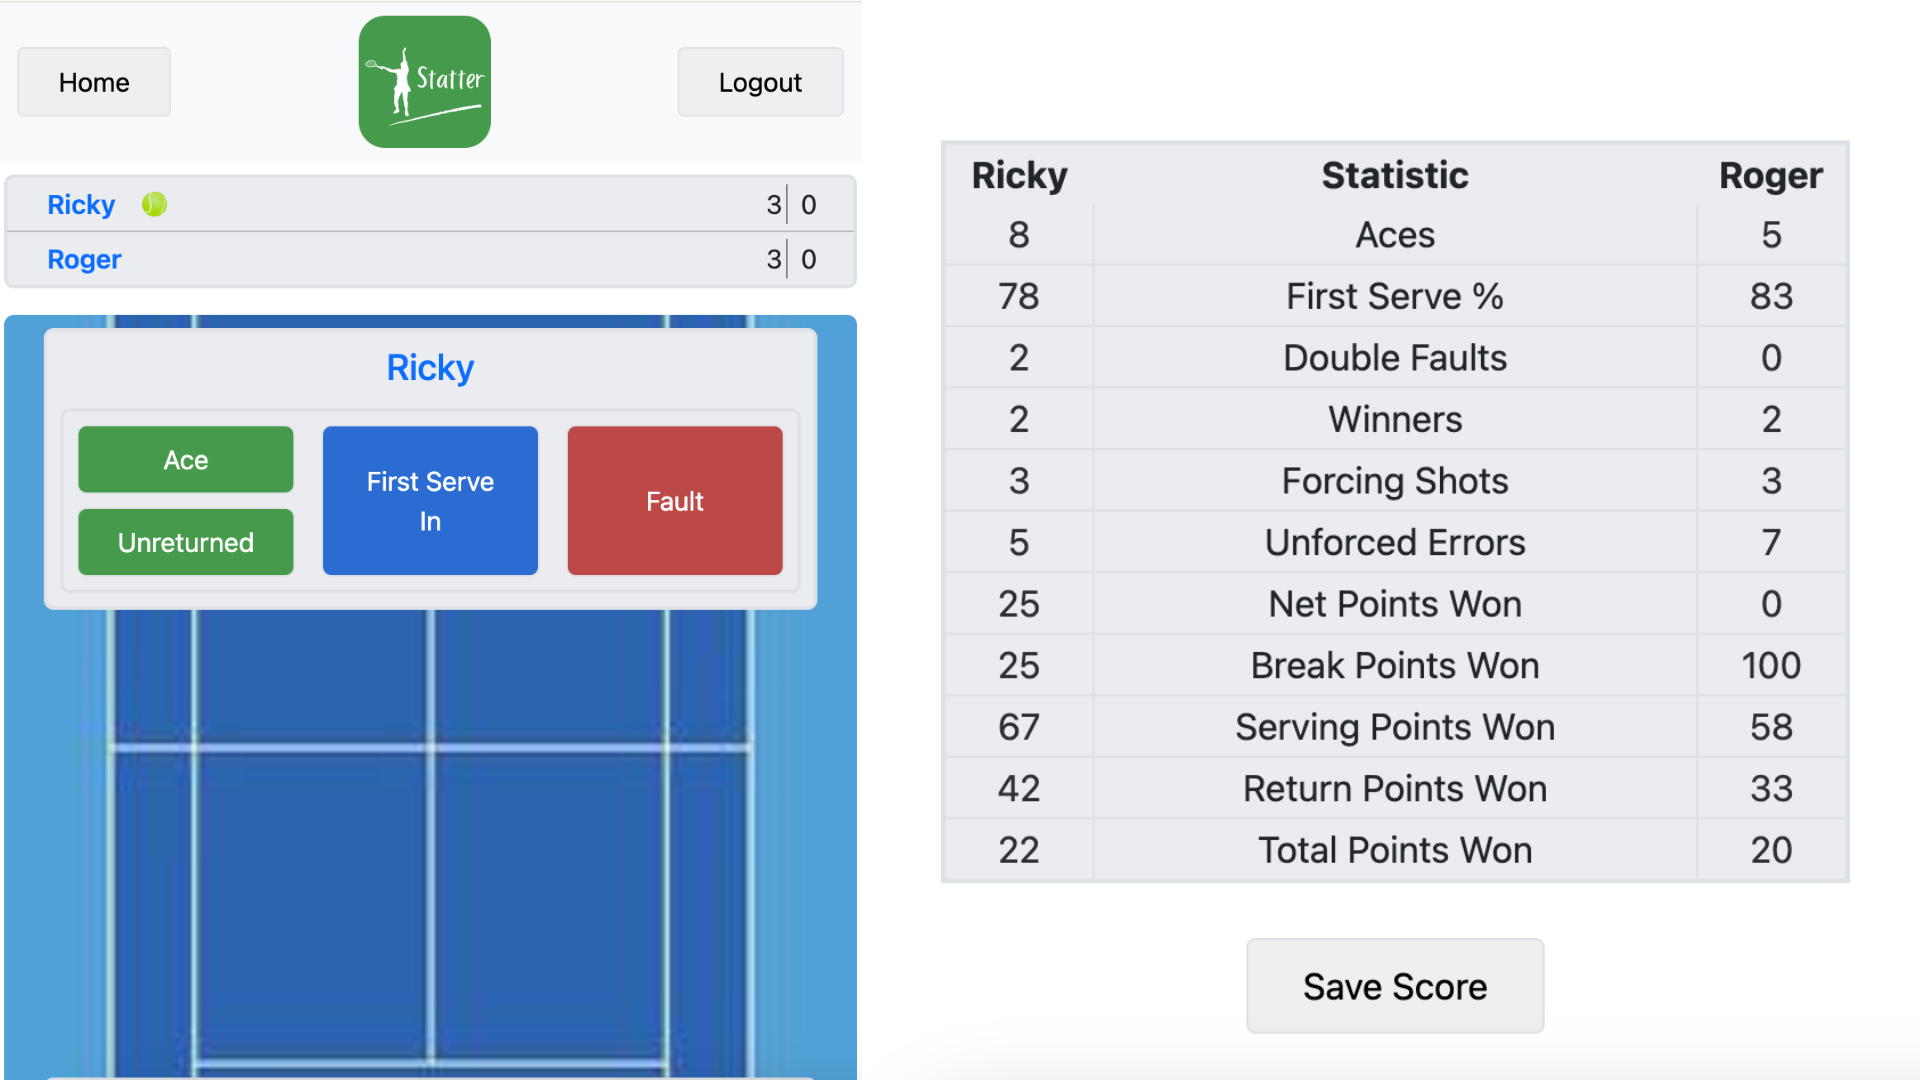 Home
Statter
Logout
Ricky 3 0
Roger 3 0
Ricky
Ace
Unreturned
First Serve
In
Fault
Ricky Statistic Roger
8 Aces 5
78 First Serve % 83
2 Double Faults 0
2 Winners 2
3 Forcing Shots 3
5 Unforced Errors 7
25 Net Points Won 0
25 Break Points Won 100
67 Serving Points Won 58
42 Return Points Won 33
22 Total Points Won 20
Save Score